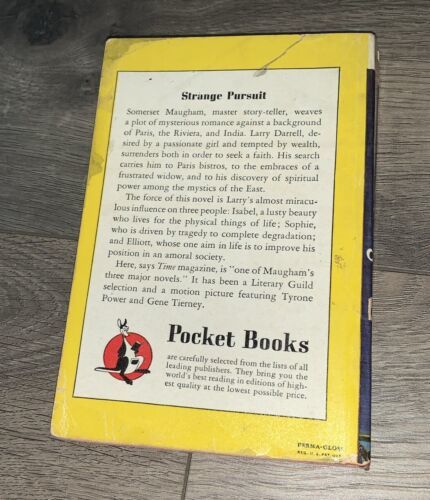 Strange Pursuit
Somerset Maugham, master story-teller, weaves
a plot of mysterious romance against a background
of Paris, the Riviera, and India. Larry Darrell, de-
sired by a passionate girl and tempted by wealth,
surrenders both in order to seek a faith. His search
carries him to Paris bistros, to the embraces of a
frustrated widow, and to his discovery of spiritual
power among the mystics of the East.
The force of this novel is Larry's almost miracu-
lous influence on three people: Isabel, a lusty beauty
who lives for the physical things of life; Sophie,
who is driven by tragedy to complete degradation;
and Elliott, whose one aim in life is to improve his
position in an amoral society.
Here, says Time magazine, is "one of Maugham's
three major novels." It has been a Literary Guild
selection and a motion picture featuring Tyrone
Power and Gene Tierney.
Pocket Books
are carefully selected from the lists of all
leading publishers. They bring you the
world's best reading in editions of high-
est quality at the lowest possible price.
PERMA-GLOSS
REG. U. S. PAT. OFF.